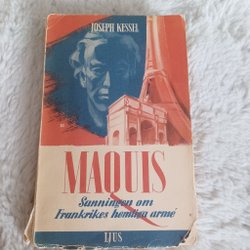 JOSEPH KESSEL
MAQUIS
Sanningen om
Frankrikes hemliga armé
LJUS